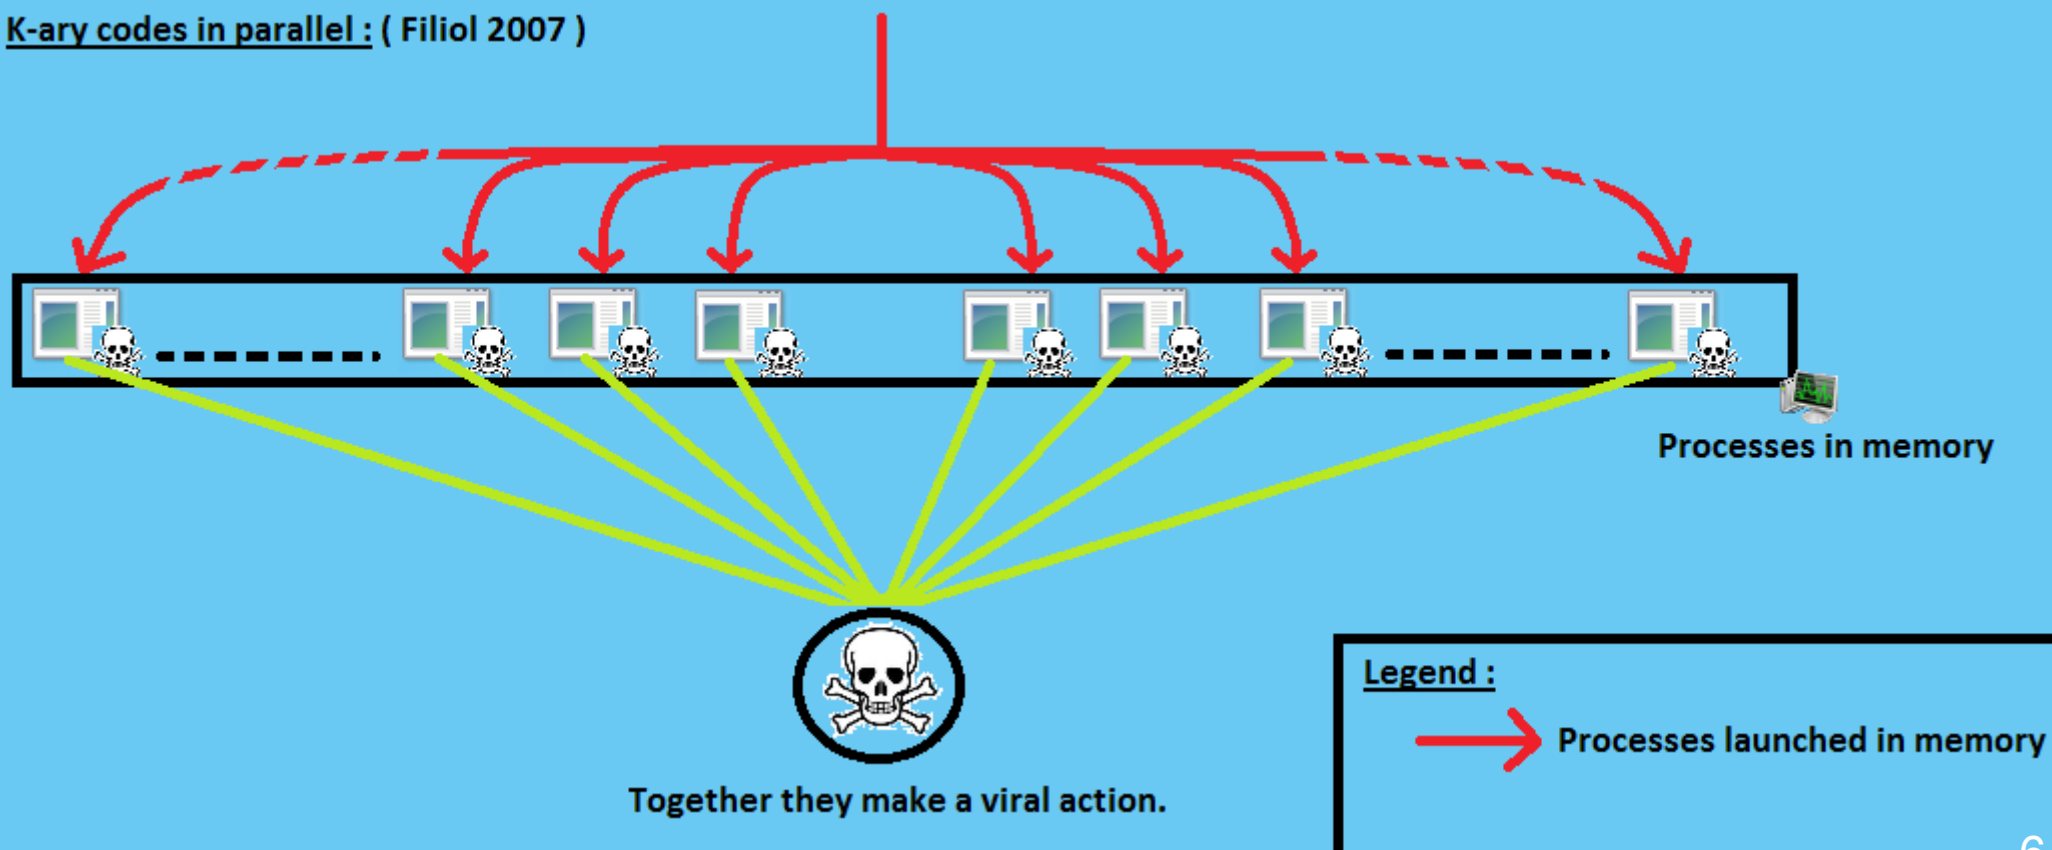 K-ary codes in parallel : ( Filiol 2007 )
Processes in memory
Legend :
Processes launched in memory
Together they make a viral action.
6